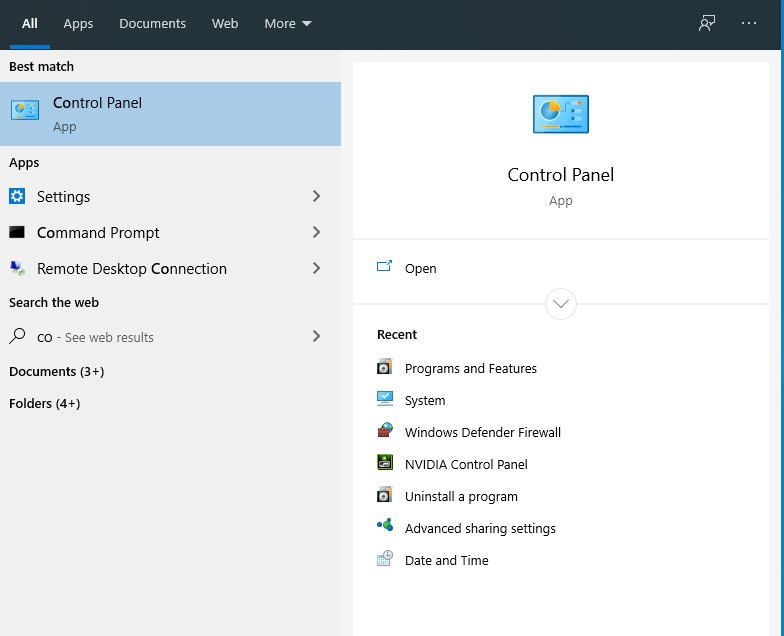 All Apps Documents Web More
Best match
Control Panel
App
Apps
Settings
Command Prompt
Remote Desktop Connection
Search the web
co - See web results
Documents (3+)
Folders (4+)
Control Panel
App
Open
Recent
Programs and Features
System
Windows Defender Firewall
NVIDIA Control Panel
Uninstall a program
Advanced sharing settings
Date and Time